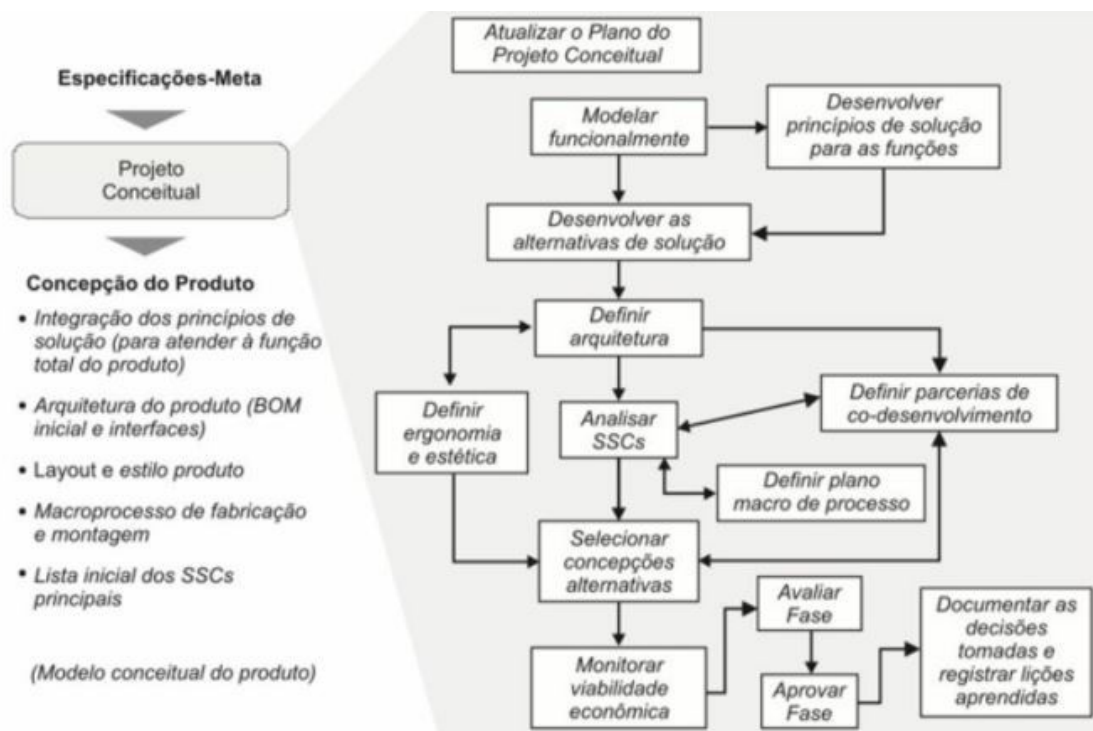 Especificações-Meta
Projeto
Conceitual
Concepção do Produto
• Integração dos princípios de
solução (para atender à função
total do produto)
• Arquitetura do produto (BOM
inicial e interfaces)
• Layout e estilo produto
• Macroprocesso de fabricação
e montagem
• Lista inicial dos SSCs
principais
(Modelo conceitual do produto)
Atualizar o Plano do
Projeto Conceitual
Modelar
funcionalmente
Desenvolver
princípios de solução
para as funções
Desenvolver as
alternativas de solução
Definir
arquitetura
Definir
ergonomia
e estética
Analisar
SSCs
Definir parcerias de
co-desenvolvimento
Definir plano
macro de processo
Selecionar
concepções
alternativas
Monitorar
viabilidade
econômica
Avaliar
Fase
Aprovar
Fase
Documentar as
decisões
tomadas e
registrar lições
aprendidas